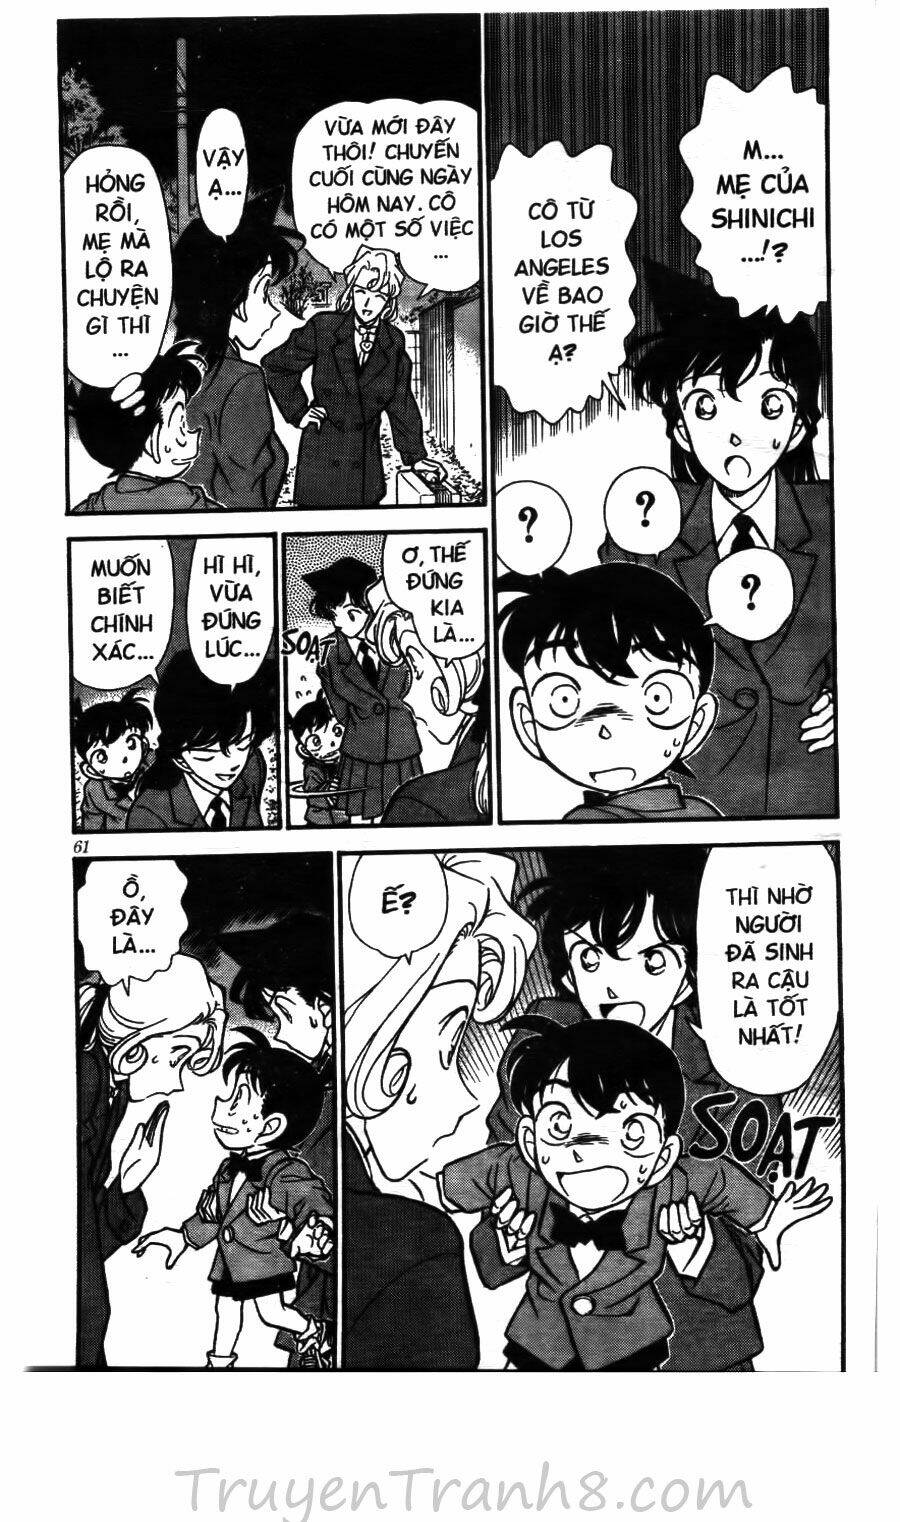 M...
MẸ CỦA
SHINICHI
...!?
CÔ TỪ
LOS
ANGELES
VỀ BAO
GIỜ THẾ
Ạ?
?
?
?
VỪA MỚI ĐÂY
THÔI! CHUYẾN
CUỐI CÙNG NGÀY
HÔM NAY. CÔ
CÓ MỘT SỐ VIỆC
...
VẬY
Ạ...
HỎNG
RỒI,
MẸ MÀ
LỘ RA
CHUYỆN
GÌ THÌ
...
Ơ, THẾ
ĐỨNG
KIA
LÀ...
SOẠT
HÌ HÌ,
VỪA
ĐÚNG
LÚC...
MUỐN
BIẾT
CHÍNH
XÁC...
61
THÌ NHỜ
NGƯỜI
ĐÃ SINH
RA CẬU
LÀ TỐT
NHẤT!
SOẠT
Ế?
Ồ,
ĐÂY
LÀ...
TruyenTranh8.com